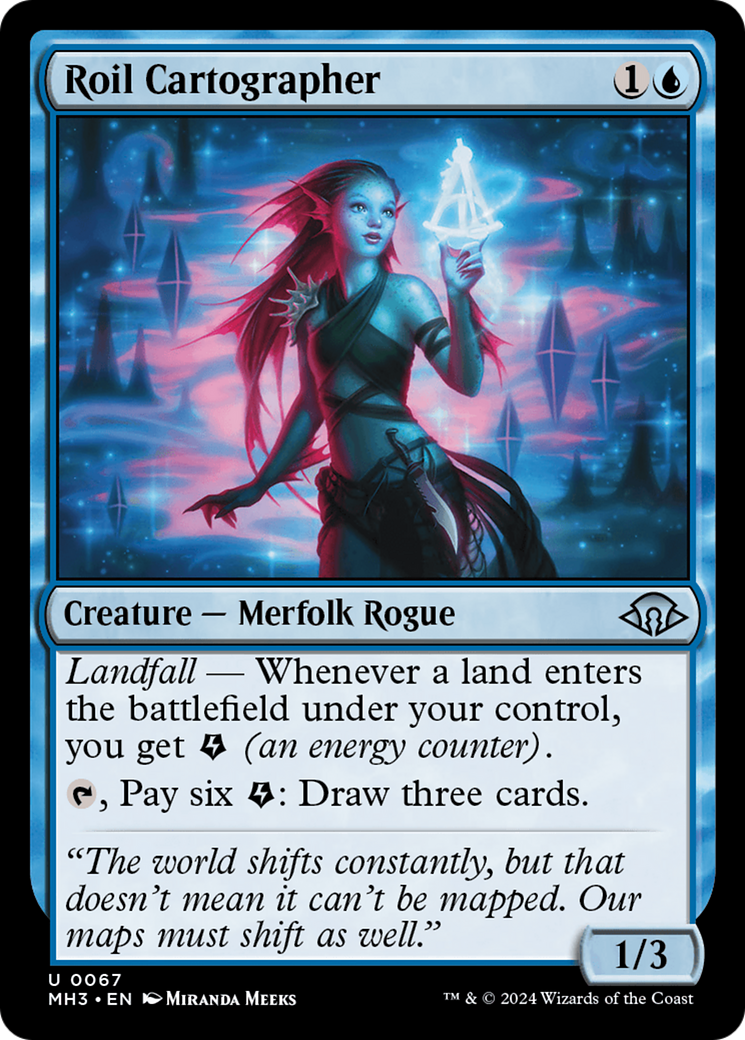 Roil Cartographer 1
Creature — Merfolk Rogue
Landfall — Whenever a land enters
the battlefield under your control,
you get (an energy counter).
, Pay six : Draw three cards.
“The world shifts constantly, but that
doesn’t mean it can’t be mapped. Our
maps must shift as well.”
1/3
U 0067
MH3 • EN Miranda Meeks
™ & © 2024 Wizards of the Coast